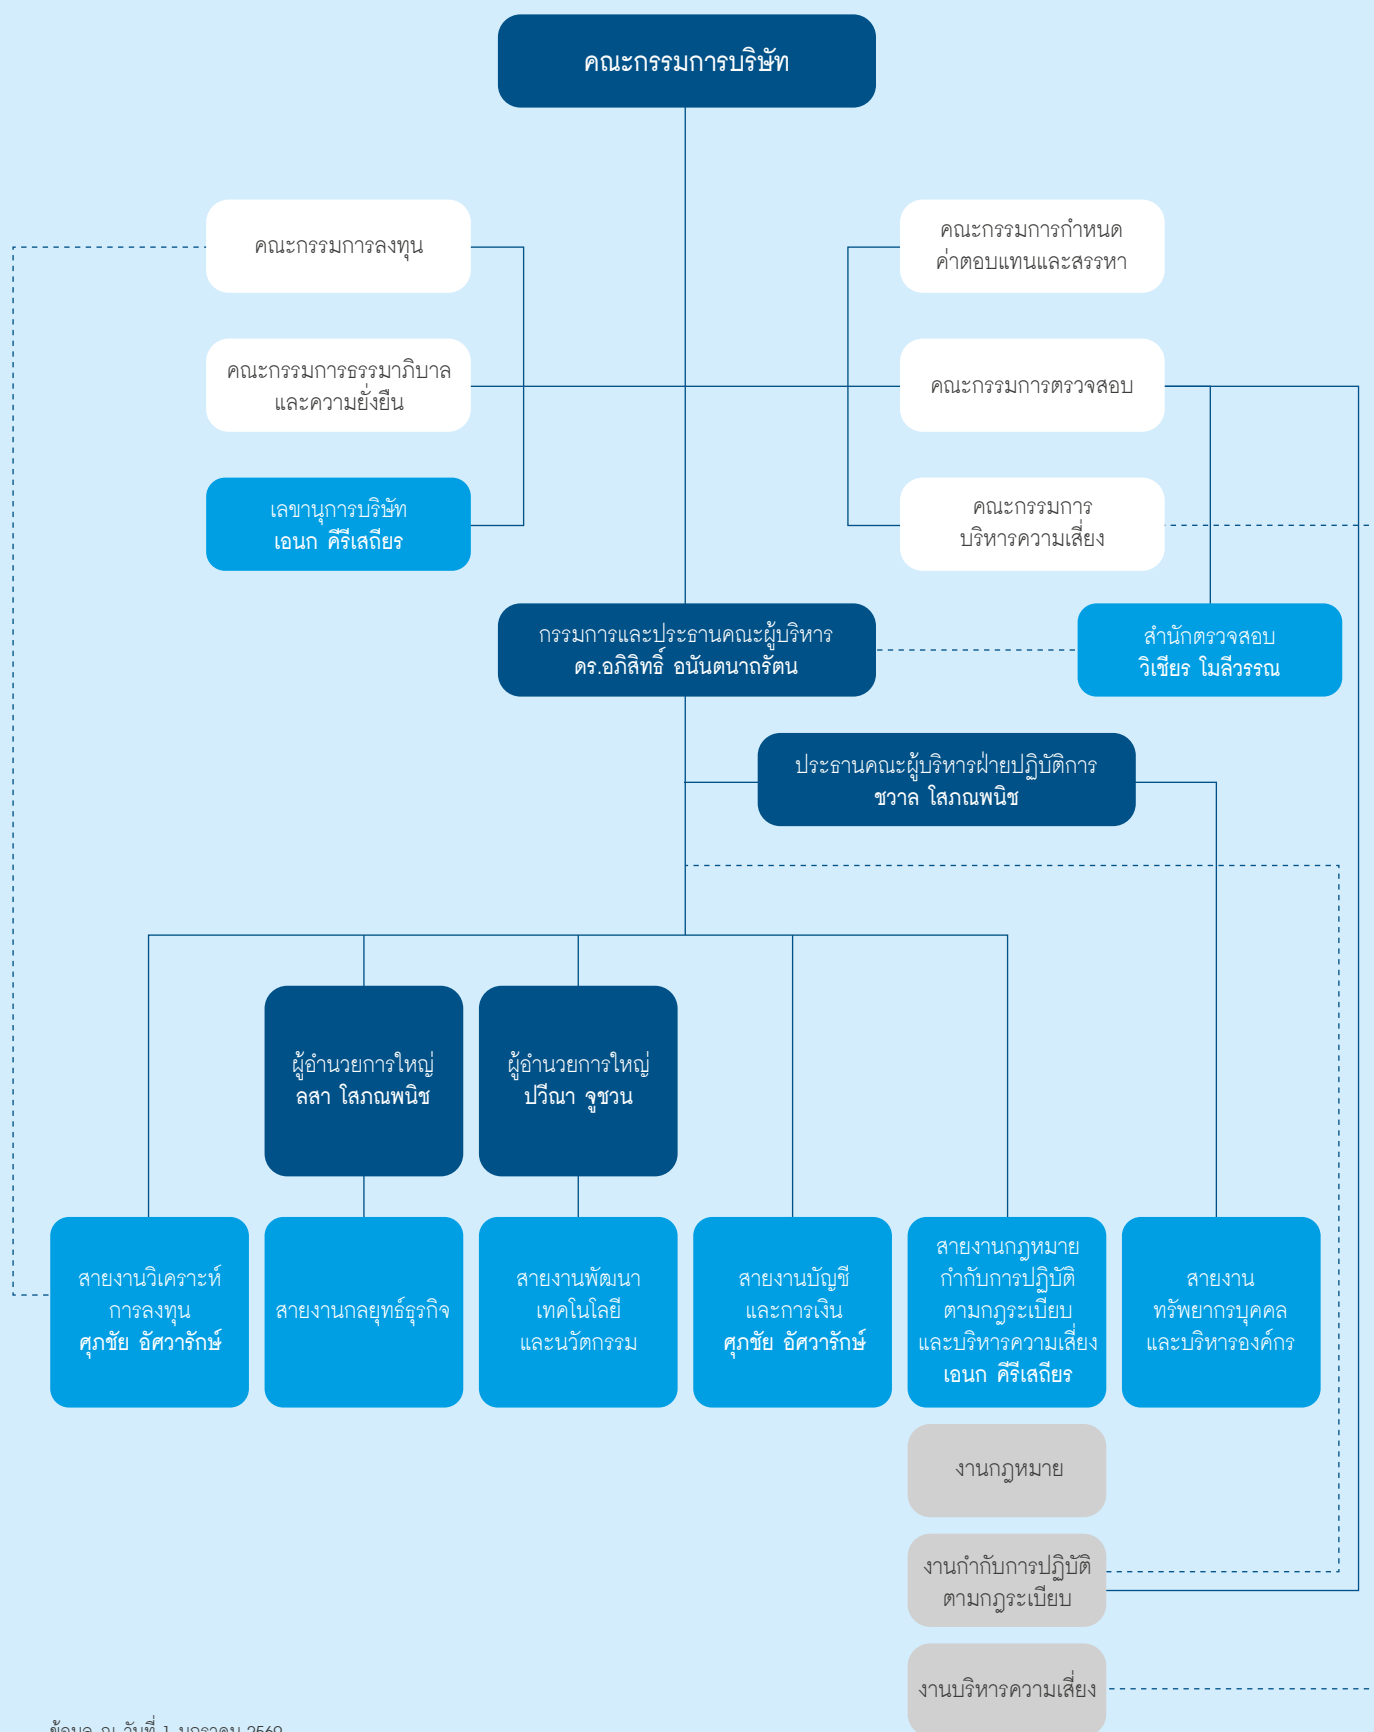 คณะกรรมการบริษัท
คณะกรรมการลงทุน
คณะกรรมการกำหนด
ค่าตอบแทนและสรรหา
คณะกรรมการธรรมาภิบาล
และความยั่งยืน
คณะกรรมการตรวจสอบ
เลขานุการบริษัท
เอนก คีรีเสถียร
คณะกรรมการ
บริหารความเสี่ยง
กรรมการและประธานคณะผู้บริหาร
ดร.อภิสิทธิ์ อนันตนาถรัตน
สำนักตรวจสอบ
วิเชียร โมลีวรรณ
ประธานคณะผู้บริหารฝ่ายปฏิบัติการ
ชวาล โสภณพนิช
ผู้อำนวยการใหญ่
ลสา โสภณพนิช
ผู้อำนวยการใหญ่
ปวีณา จูชวน
สายงานวิเคราะห์
การลงทุน
ศุภชัย อัศวารักษ์
สายงานกลยุทธ์ธุรกิจ
สายงานพัฒนา
เทคโนโลยี
และนวัตกรรม
สายงานบัญชี
และการเงิน
ศุภชัย อัศวารักษ์
สายงานกฎหมาย
กำกับการปฏิบัติ
ตามกฎระเบียบ
และบริหารความเสี่ยง
เอนก คีรีเสถียร
สายงาน
ทรัพยากรบุคคล
และบริหารองค์กร
งานกฎหมาย
งานกำกับการปฏิบัติ
ตามกฎระเบียบ
งานบริหารความเสี่ยง
ข้อมูล ณ วันที่ 1 มกราคม 2569